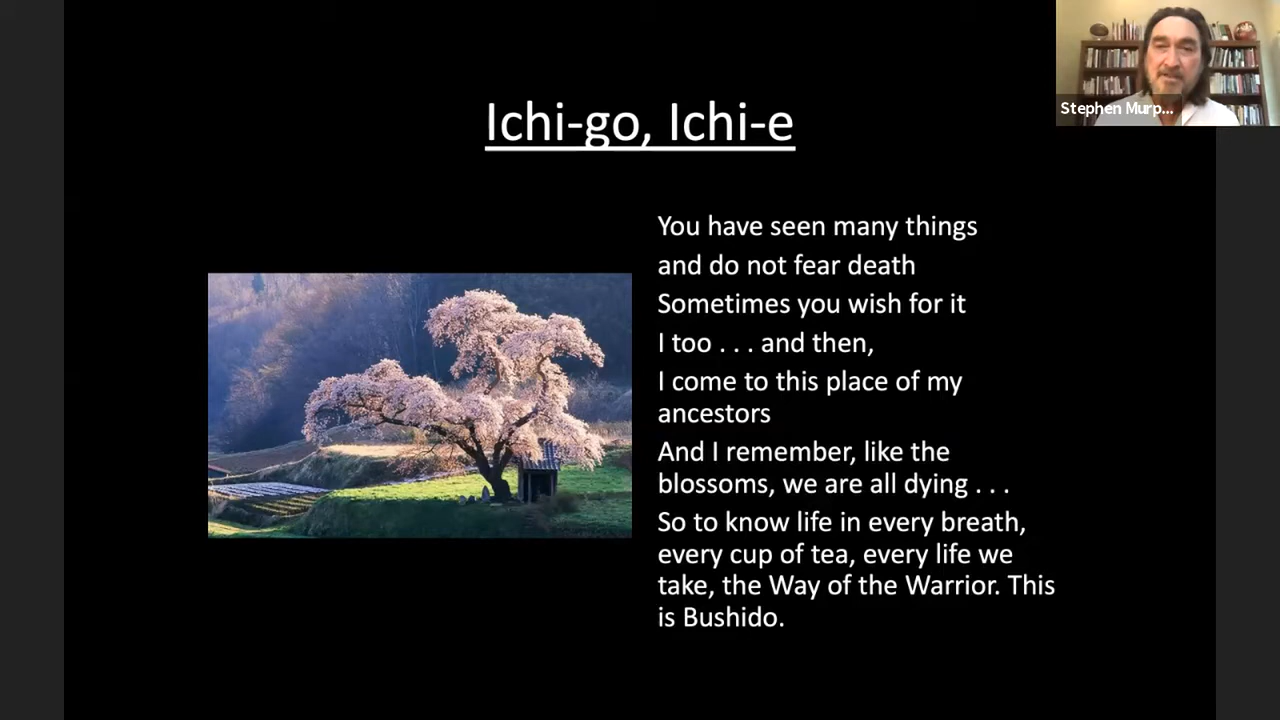 Stephen Murp...
Ichi-go, Ichi-e
You have seen many things
and do not fear death
Sometimes you wish for it
I too . . . and then,
I come to this place of my
ancestors
And I remember, like the
blossoms, we are all dying . . .
So to know life in every breath,
every cup of tea, every life we
take, the Way of the Warrior. This
is Bushido.